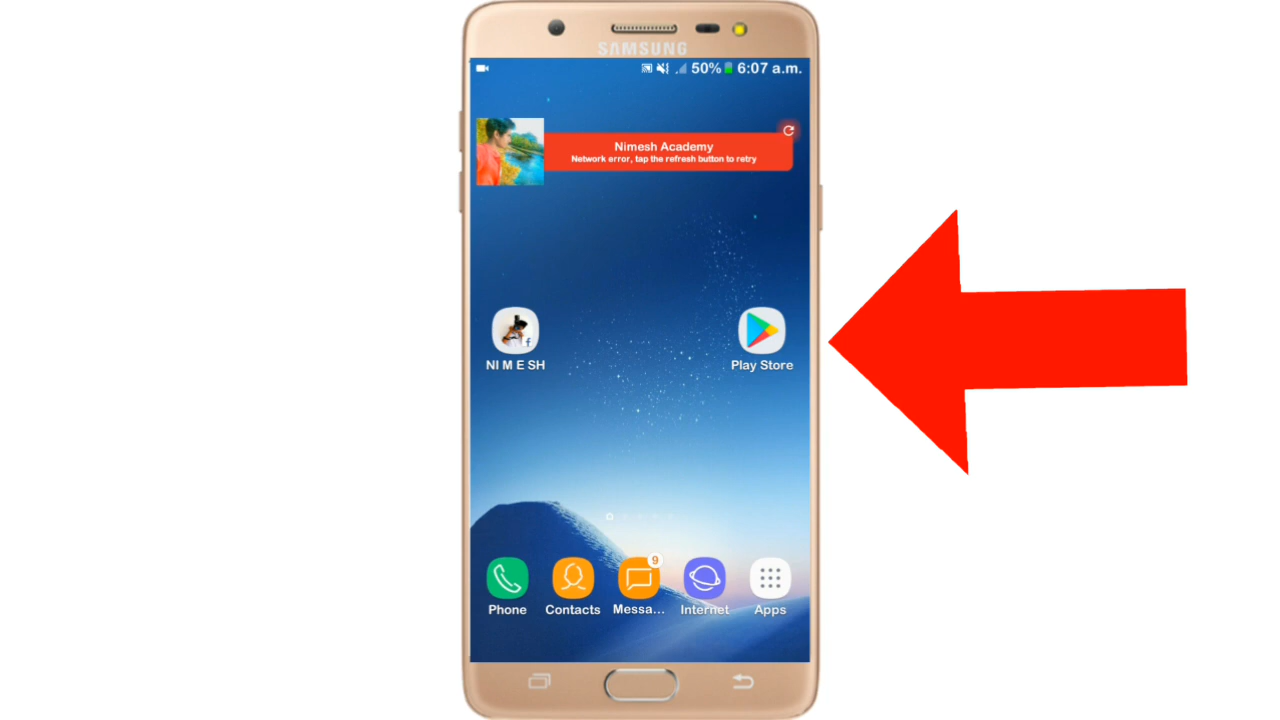 SAMSUNG
50% 6:07 a.m.
Nimesh Academy
Network error, tap the refresh button to retry
NI M E SH
Play Store
9
Phone Contacts Messa... Internet Apps